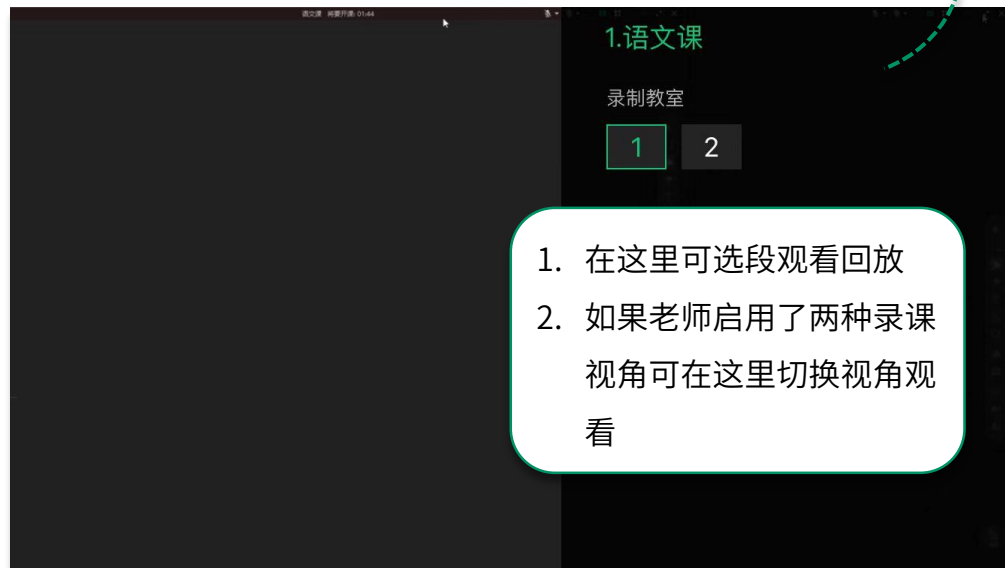 语文课 将要开课: 01:44
1.语文课
录制教室
1 2
1. 在这里可选段观看回放
2. 如果老师启用了两种录课
视角可在这里切换视角观
看